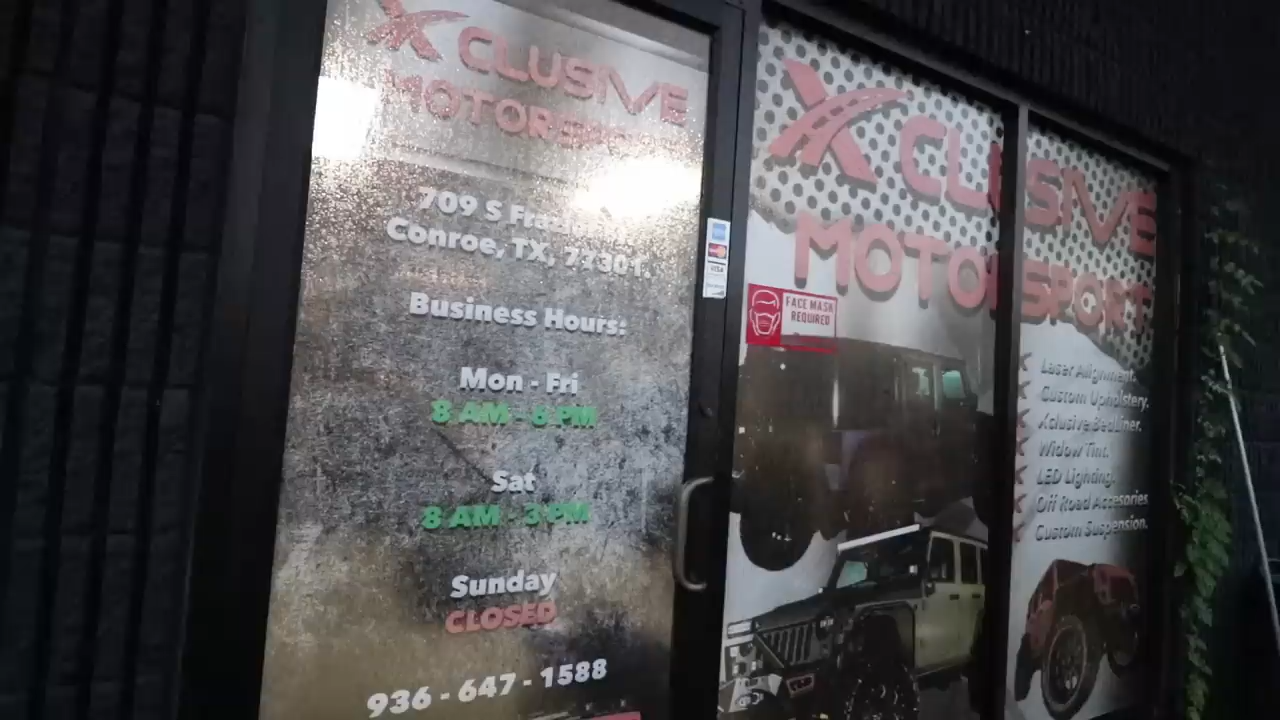 XCLUSIVE
MOTORSPORT
709 S
Conroe, TX, 77301.
Business Hours:
Mon - Fri
8 AM - 6 PM
Sat
8 AM - 3 PM
Sunday
CLOSED
936 - 647 - 1588
VISA
FACE MASK
REQUIRED
XCLUSIVE
MOTORSPORT
Laser Alignment.
Custom Upholstery.
Xclusive BedLiner.
Widow Tint.
LED Lighting.
Off Road Accesories
Custom Suspension.